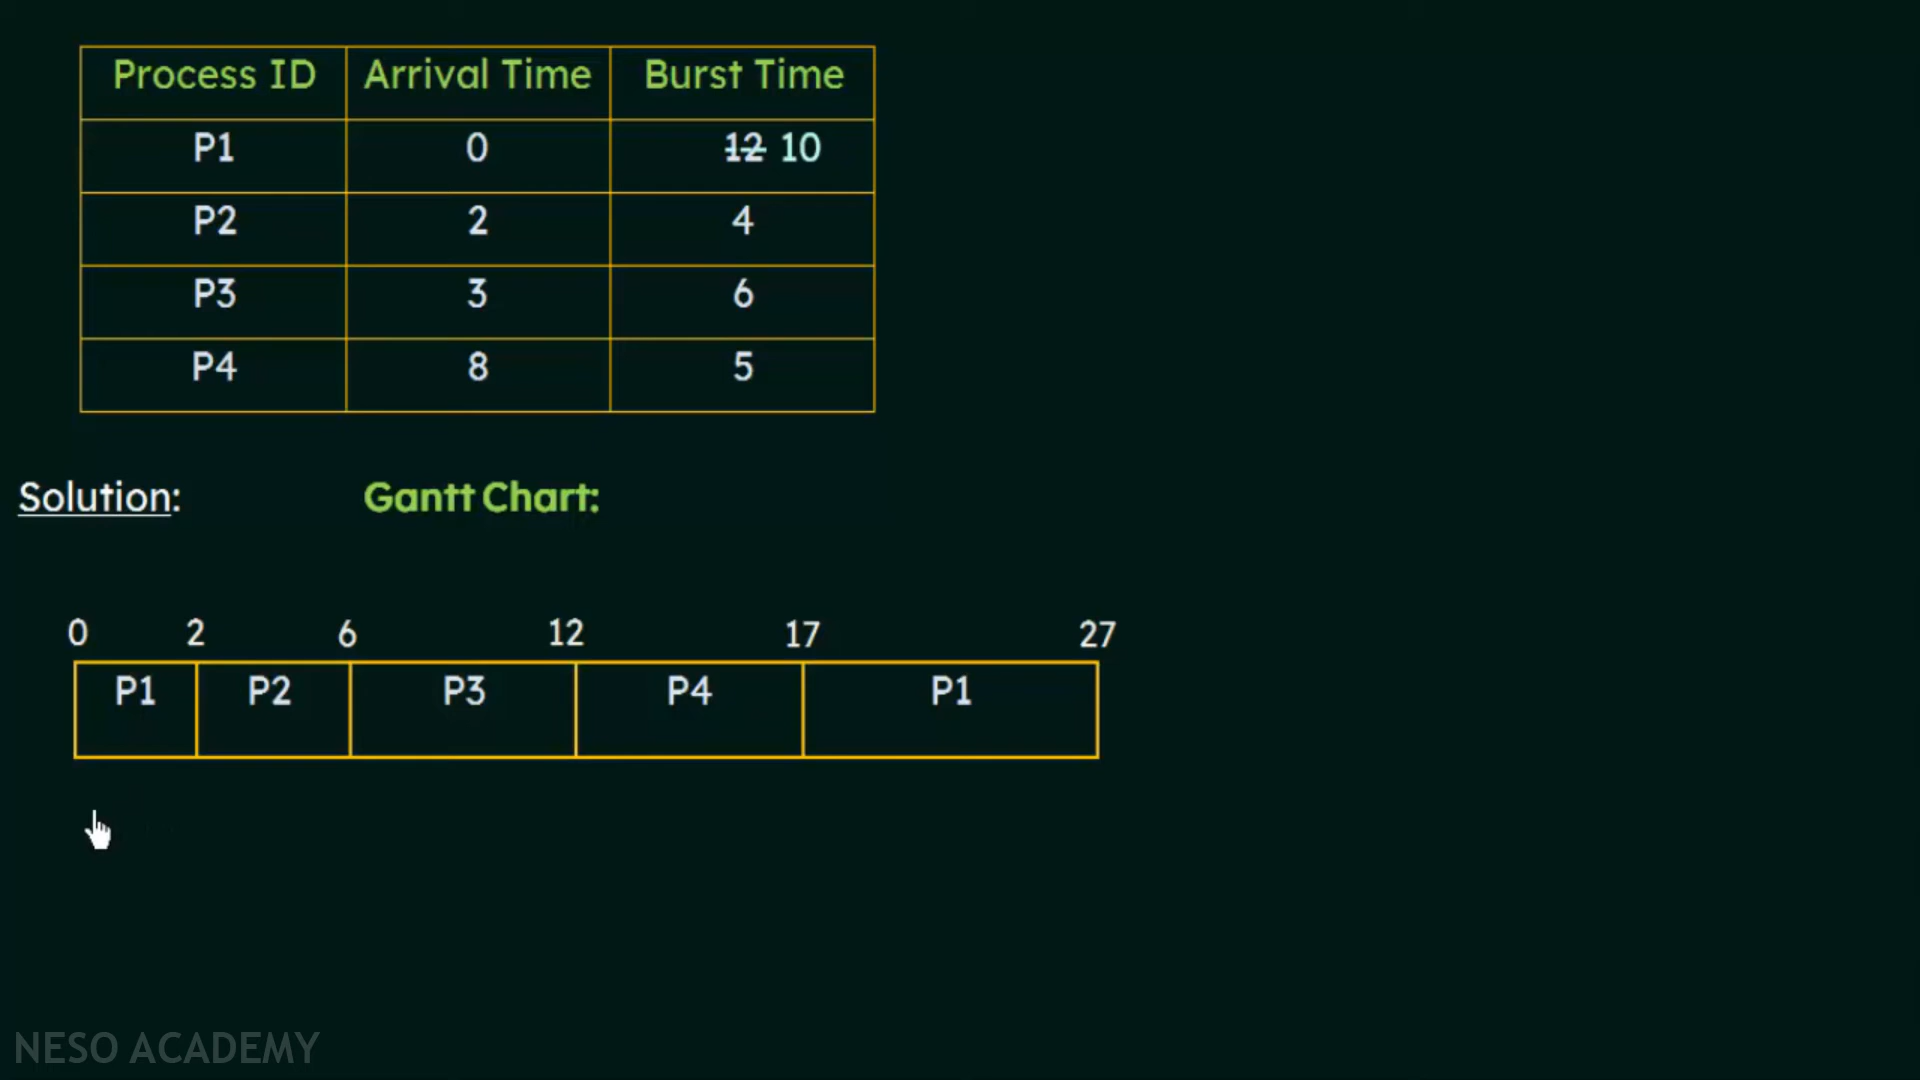 Process ID Arrival Time Burst Time
P1 0 12 10
P2 2 4
P3 3 6
P4 8 5
Solution: Gantt Chart:
0 2 6 12 17 27
P1 P2 P3 P4 P1
NESO ACADEMY